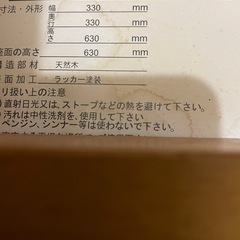 寸法・外形 幅 330 mm
奥行 330 mm
高さ 630 mm
座面の高さ 630 mm
構造部材 天然木
表面加工 ラッカー塗装
取り扱い上の注意
)直射日光又は、ストーブなどの熱を避けて下さい。
)汚れは中性洗剤を、使用して下さい
ベンジン、シンナー等は使わないで下さい。